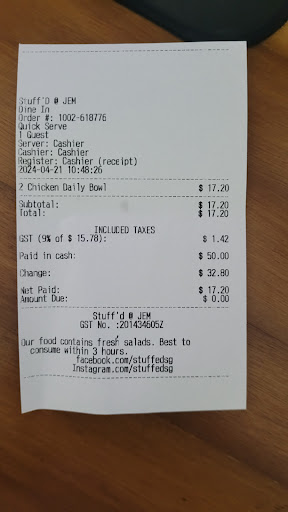 Stuff'D @ JEM
Dine In
Order #: 1002-618776
Quick Serve
1 Guest
Server: Cashier
Cashier: Cashier
Register: Cashier (receipt)
2024-04-21 10:48:26
2 Chicken Daily Bowl $ 17.20
Subtotal: $ 17.20
Total: $ 17.20
INCLUDED TAXES
GST (9% of $ 15.78): $ 1.42
Paid in cash: $ 50.00
Change: $ 32.80
Net Paid: $ 17.20
Amount Due: $ 0.00
Stuff'd @ JEM
GST No. :201434605Z
Our food contains fresh salads. Best to
consume within 3 hours.
facebook.com/stuffedsg
Instagram.com/stuffedsg